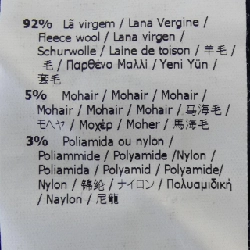 92% Lã virgem / Lana Vergine /
Fleece wool / Lana virgen /
Schurwolle / Laine de toison / 羊毛 /
毛 / Παρθένο Μαλλί / Yeni Yün /
套毛
5% Mohair / Mohair / Mohair /
Mohair / Mohair / Mohair / 马海毛 /
モヘヤ / Μοχέρ / Moher / 馬海毛
3% Poliamida ou nylon /
Poliammide / Polyamide /Nylon /
Poliamida / Polyamid / Polyamide/
Nylon / 锦纶 / ナイロン / Πολυαμιδική
/ Naylon / 尼龍